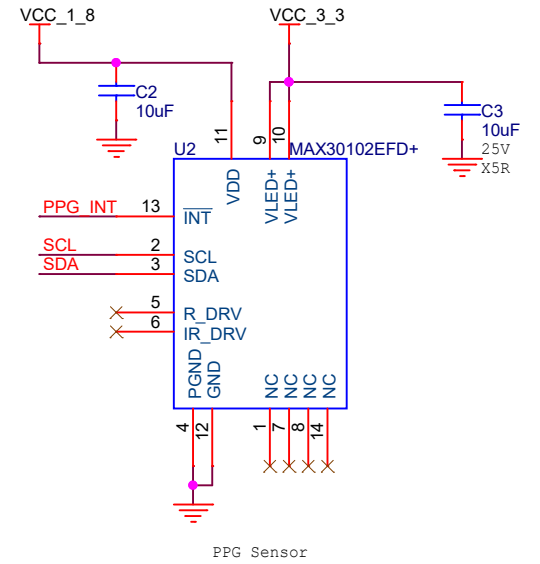 VCC_1_8
VCC_3_3
C2
10uF
C3
10uF
25V
X5R
11
9
10
U2
MAX30102EFD+
VDD
VLED+
VLED+
PPG_INT
13
INT
SCL
2
SCL
SDA
3
SDA
5
R_DRV
6
IR_DRV
PGND
GND
NC
NC
NC
NC
4
12
1
7
8
14
PPG Sensor